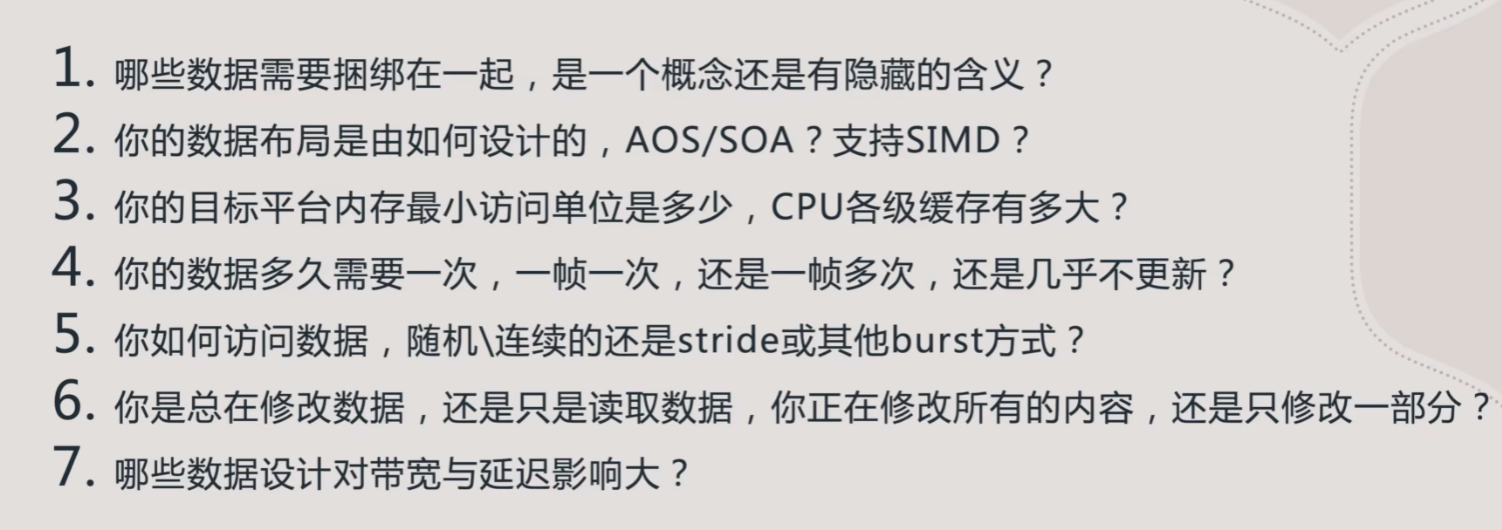 1. 哪些数据需要捆绑在一起，是一个概念还是有隐藏的含义？
2. 你的数据布局是由如何设计的，AOS/SOA？支持SIMD？
3. 你的目标平台内存最小访问单位是多少，CPU各级缓存有多大？
4. 你的数据多久需要一次，一帧一次，还是一帧多次，还是几乎不更新？
5. 你如何访问数据，随机\连续的还是stride或其他burst方式？
6. 你是总在修改数据，还是只是读取数据，你正在修改所有的内容，还是只修改一部分？
7. 哪些数据设计对带宽与延迟影响大？